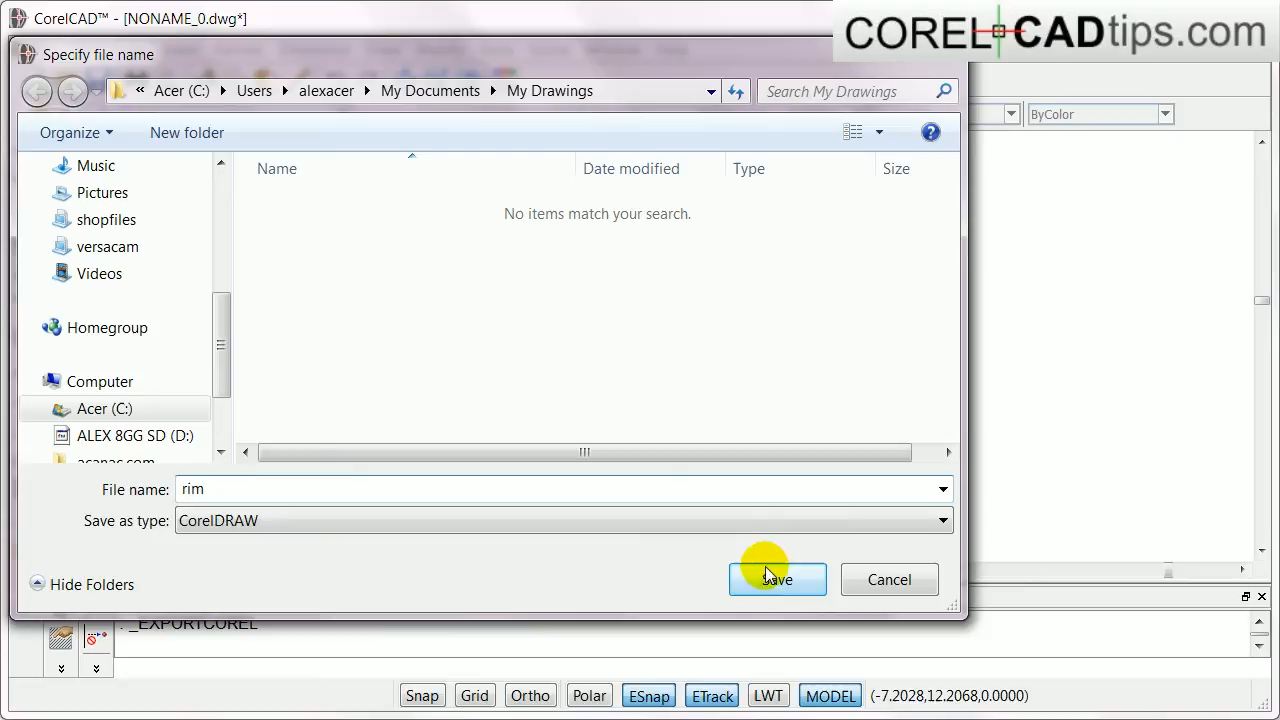 CorelCAD™ - [NONAME_0.dwg*]
CORELCADtips.com
Specify file name
« Acer (C:) Users alexacer My Documents My Drawings
Search My Drawings
Organize New folder
ByColor
Music
Pictures
shopfiles
versacam
Videos
Homegroup
Computer
Acer (C:)
ALEX 8GG SD (D:)
acanac.com
Name Date modified Type Size
No items match your search.
File name: rim
Save as type: CorelDRAW
Hide Folders
Save Cancel
: _EXPORTCOREL
Snap Grid Ortho Polar ESnap ETrack LWT MODEL (-7.2028,12.2068,0.0000)